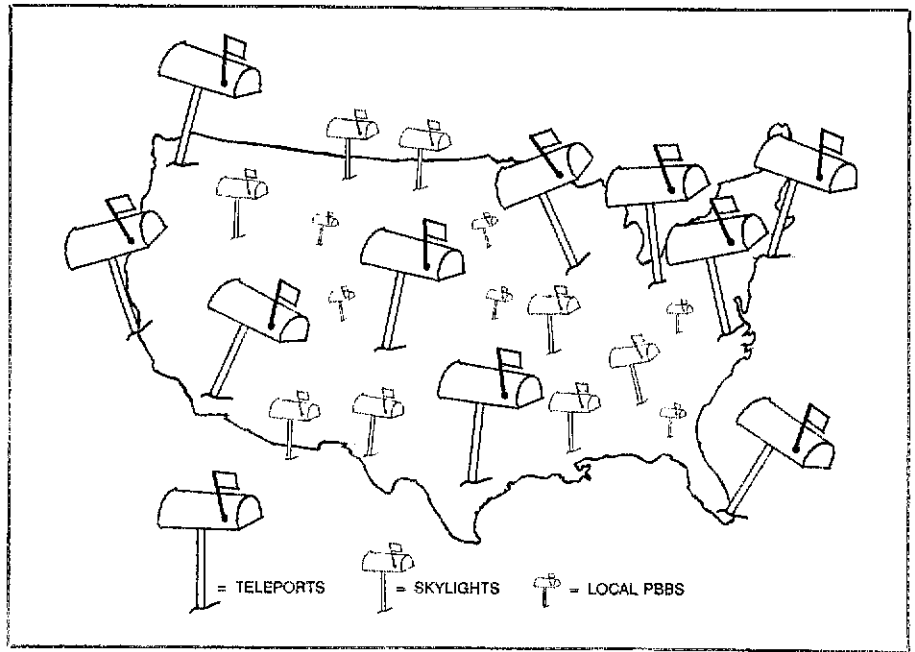 = TELEPORTS = SKYLIGHTS = LOCAL PBBS